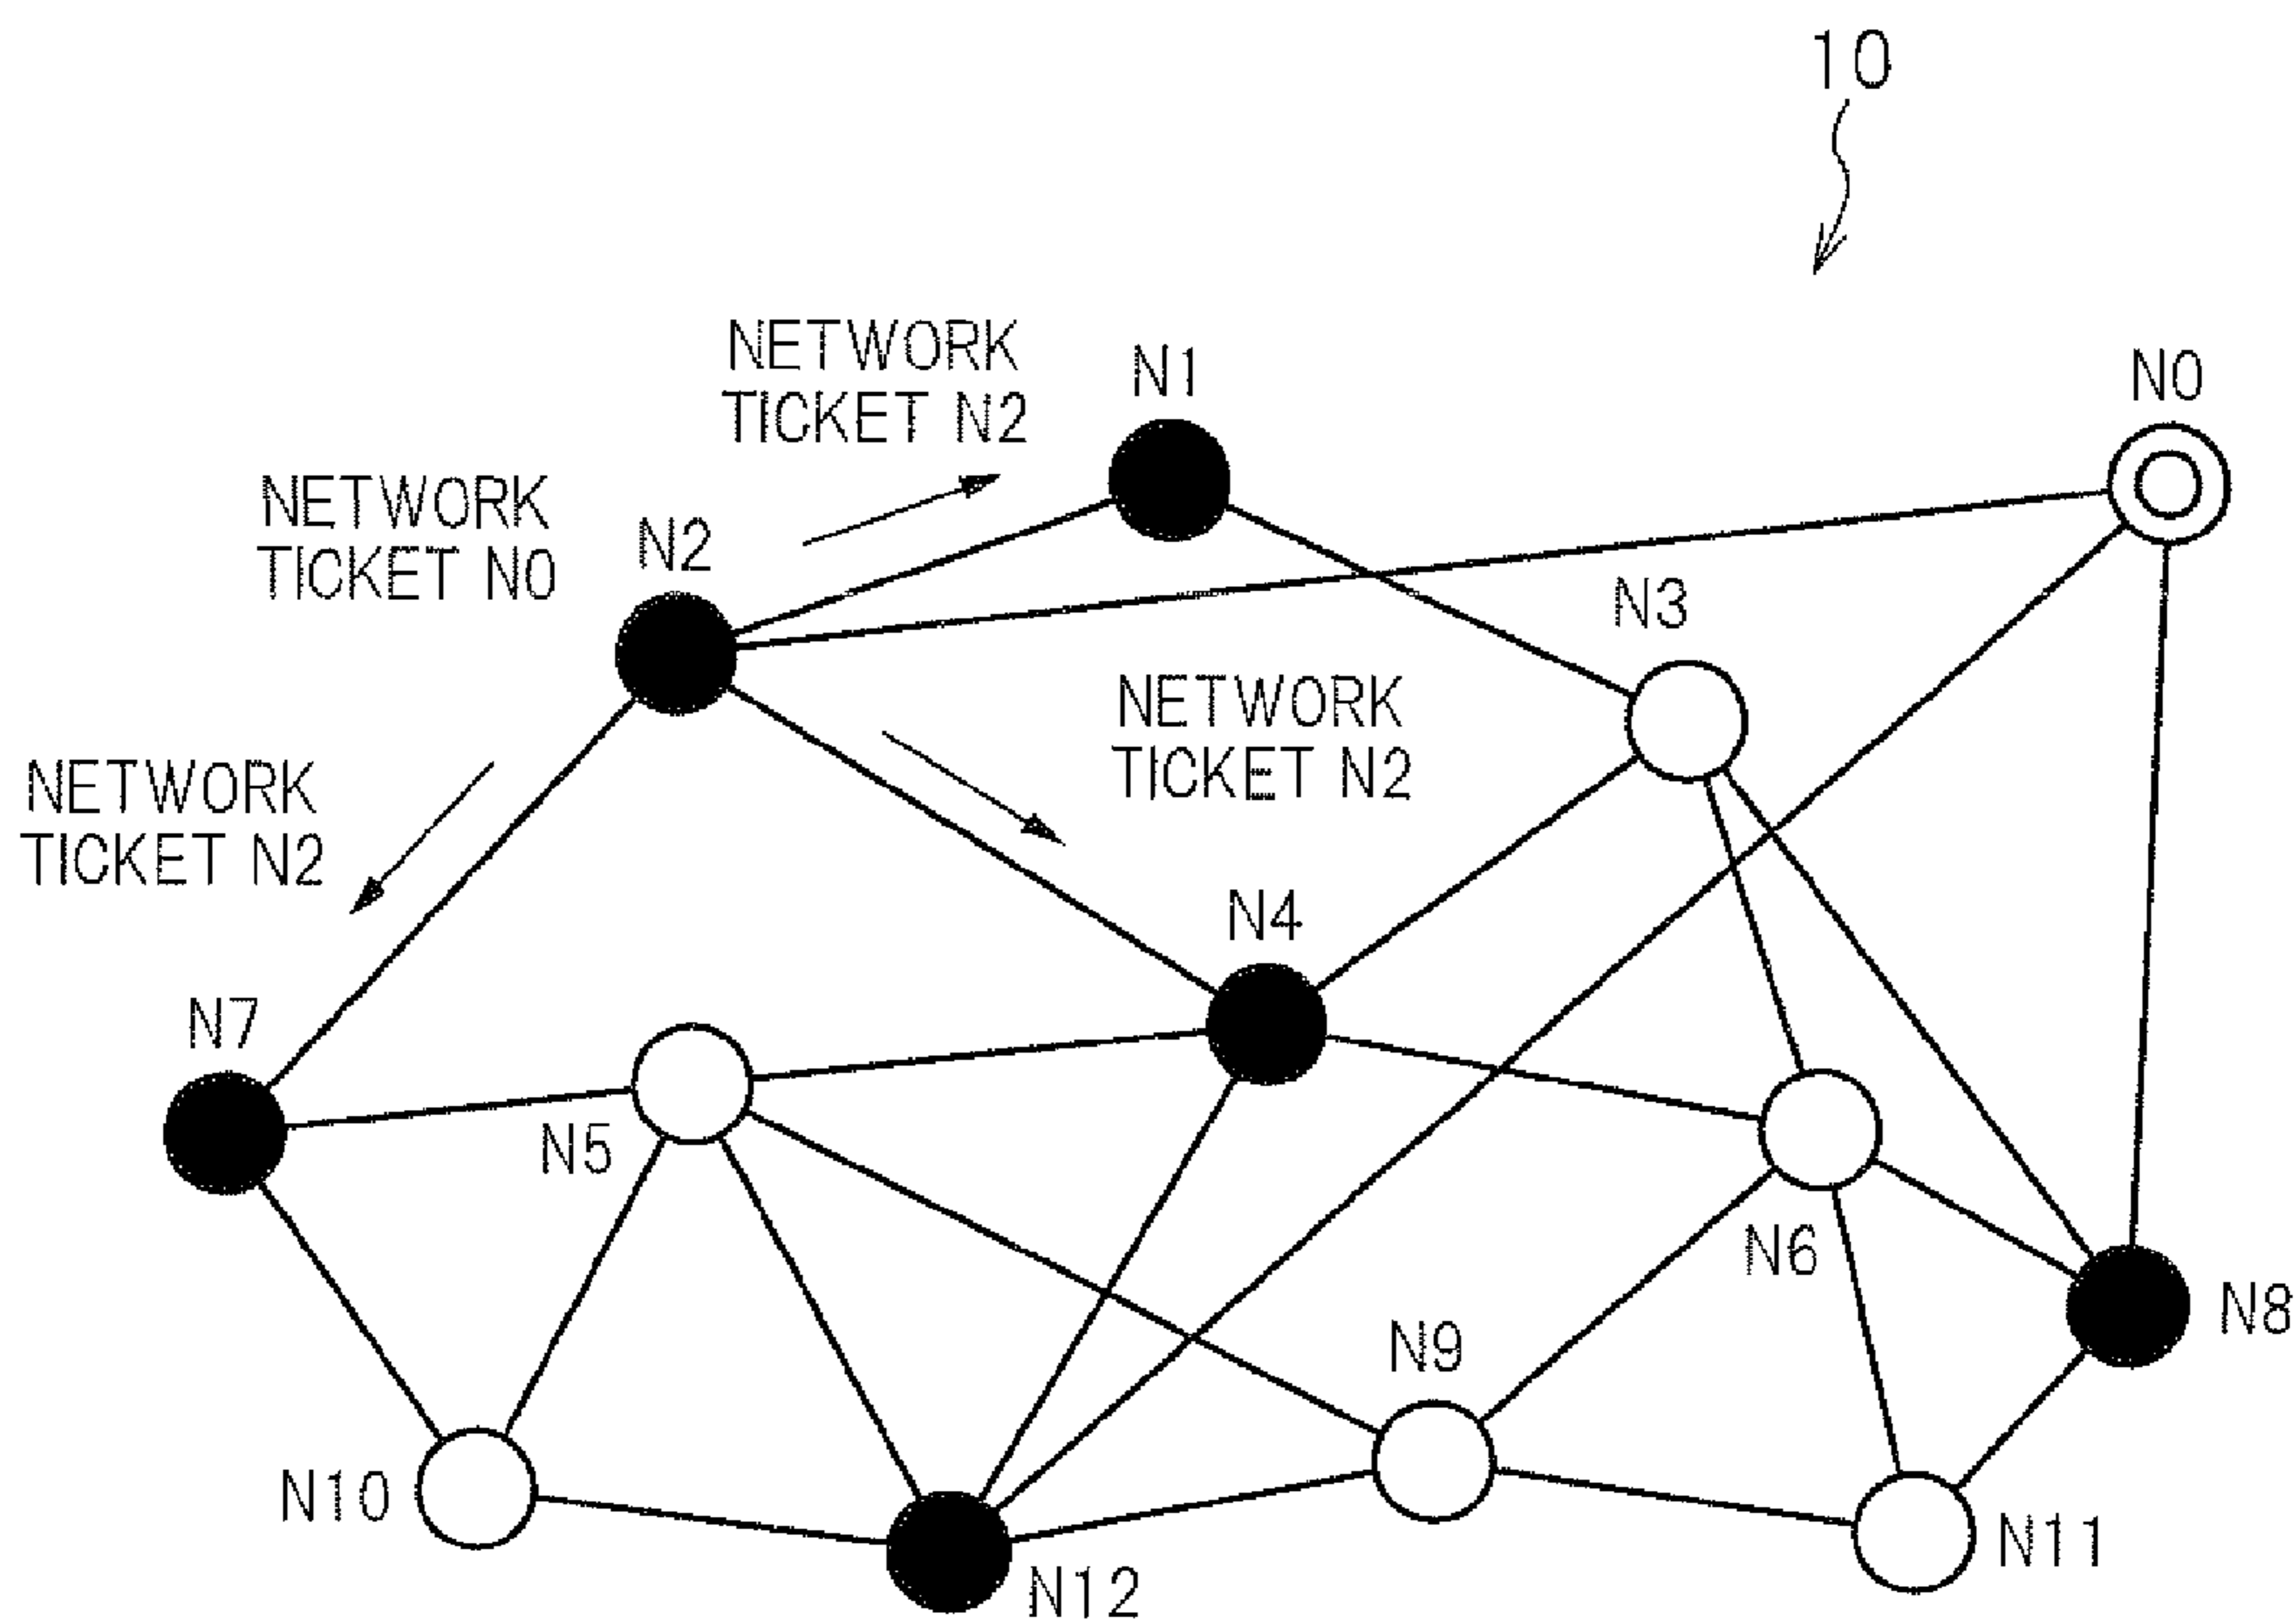 10
NETWORK
TICKET N2
N1
N0
NETWORK
TICKET N0
N2
N3
NETWORK
TICKET N2
NETWORK
TICKET N2
N4
N7
N5
N6
N8
N9
N10
N11
N12